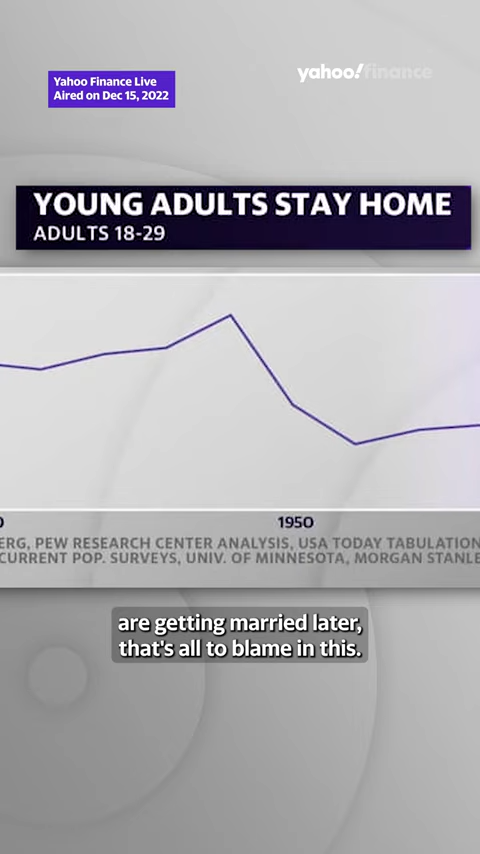 Yahoo Finance Live
Aired on Dec 15, 2022
yahoo!finance
YOUNG ADULTS STAY HOME
ADULTS 18-29
0
1950
ERG, PEW RESEARCH CENTER ANALYSIS, USA TODAY TABULATION
CURRENT POP. SURVEYS, UNIV. OF MINNESOTA, MORGAN STANLE
are getting married later,
that's all to blame in this.